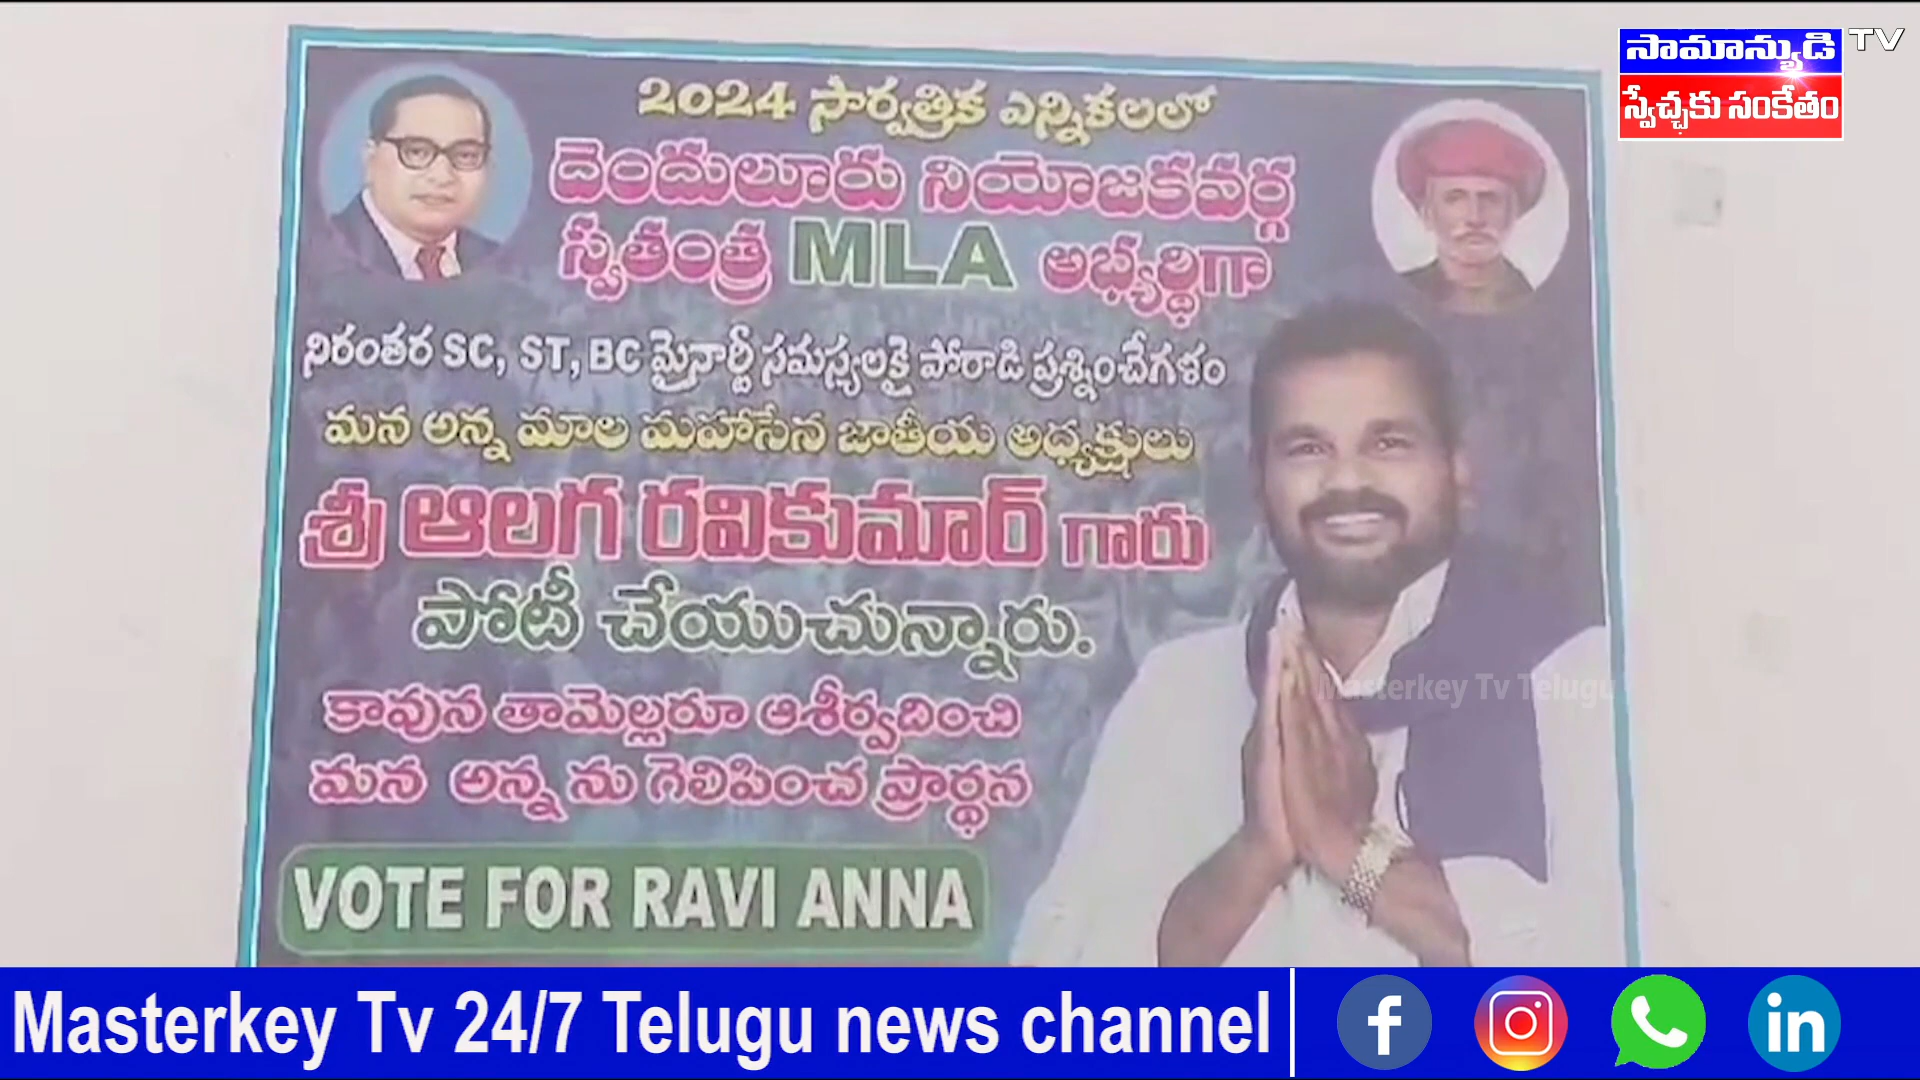 సామాన్యుడి TV
స్వేచ్ఛకు సంకేతం
2024 సార్వత్రిక ఎన్నికలలో
దెందులూరు నియోజకవర్గ
స్వతంత్ర MLA అభ్యర్థిగా
నిరంతర SC, ST, BC మైనార్టీ సమస్యలకై పోరాడి ప్రశ్నించేగళం
మన అన్న మాల మహాసేన జాతీయ అధ్యక్షులు
శ్రీ ఆలగ రవికుమార్ గారు
పోటీ చేయుచున్నారు.
కావున తామెల్లరూ ఆశీర్వదించి
మన అన్న ను గెలిపించ ప్రార్థన
VOTE FOR RAVI ANNA
Masterkey Tv Telugu
Masterkey Tv 24/7 Telugu news channel